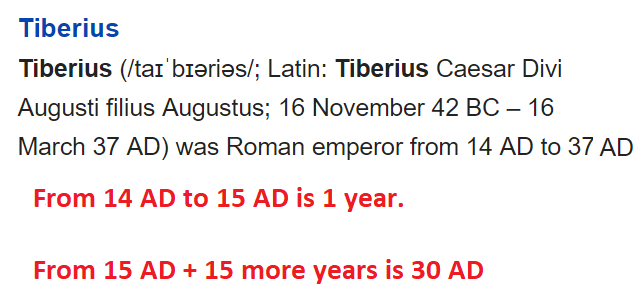 Tiberius
Tiberius (/taɪˈbɪəriəs/; Latin: Tiberius Caesar Divi
Augusti filius Augustus; 16 November 42 BC – 16
March 37 AD) was Roman emperor from 14 AD to 37 AD
From 14 AD to 15 AD is 1 year.
From 15 AD + 15 more years is 30 AD